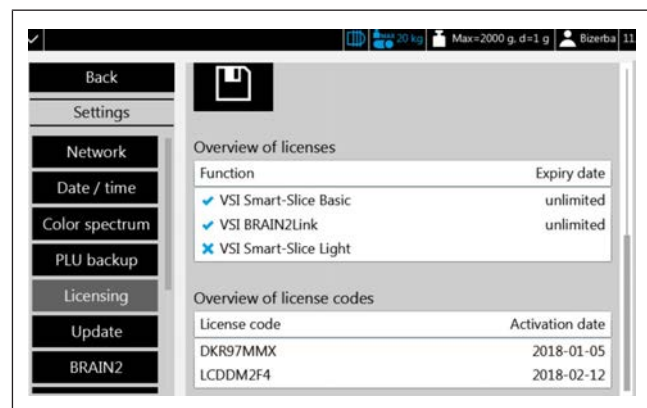 MAX 20 kg Max=2000 g, d=1 g Bizerba 11
Back
Settings
Network
Date / time
Color spectrum
PLU backup
Licensing
Update
BRAIN2
Overview of licenses
Function Expiry date
VSI Smart-Slice Basic unlimited
VSI BRAIN2Link unlimited
VSI Smart-Slice Light
Overview of license codes
License code Activation date
DKR97MMX 2018-01-05
LCDDM2F4 2018-02-12